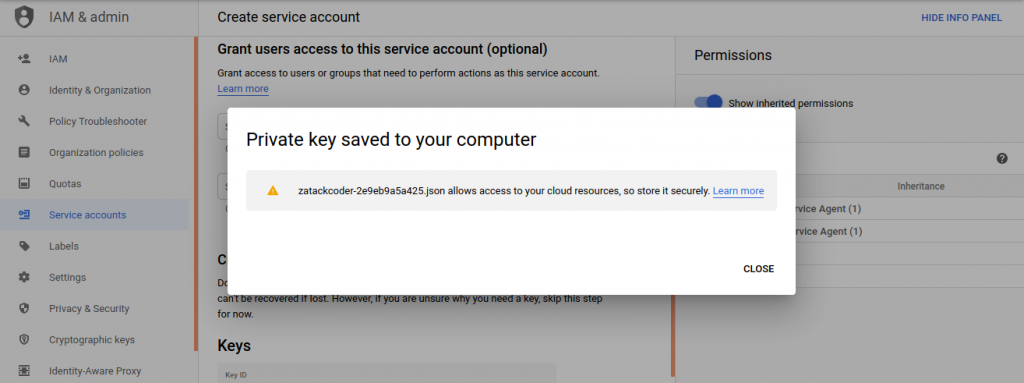 IAM & admin
Create service account
HIDE INFO PANEL
IAM
Identity & Organization
Policy Troubleshooter
Organization policies
Quotas
Service accounts
Labels
Settings
Privacy & Security
Cryptographic keys
Identity-Aware Proxy
Grant users access to this service account (optional)
Grant access to users or groups that need to perform actions as this service account.
Learn more
Private key saved to your computer
zatackcoder-2e9eb9a5a425.json allows access to your cloud resources, so store it securely. Learn more
CLOSE
can't be recovered if lost. However, if you are unsure why you need a key, skip this step
for now.
Keys
Key ID
Permissions
Show inherited permissions
Inheritance
rvice Agent (1)
rvice Agent (1)